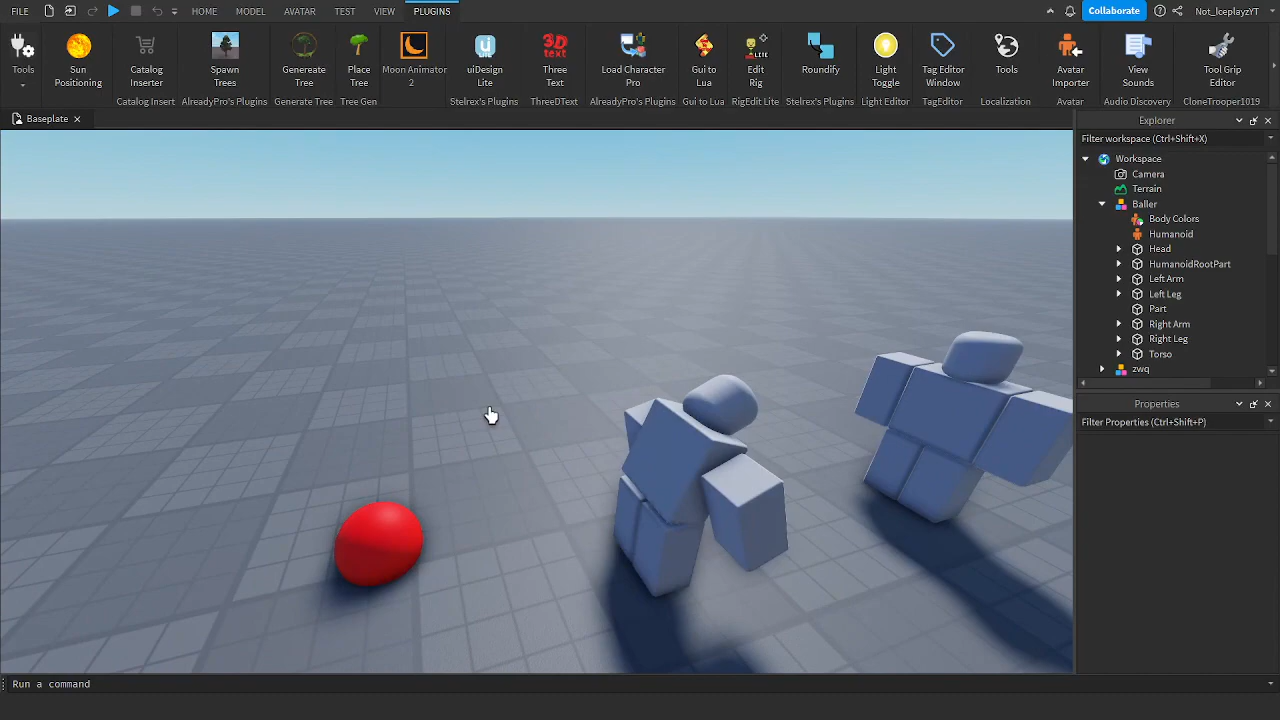 FILE HOME MODEL AVATAR TEST VIEW PLUGINS Collaborate Not_IceplayzYT
Tools Sun Positioning Catalog Inserter Spawn Trees Generate Tree Place Tree Moon Animator 2 uiDesign Lite Three Text Load Character Pro Gui to Lua Edit Rig Roundify Light Toggle Tag Editor Window Tools Avatar Importer View Sounds Tool Grip Editor
Catalog Insert AlreadyPro's Plugins Generate Tree Tree Gen Stelrex's Plugins ThreeDText AlreadyPro's Plugins Gui to Lua RigEdit Lite Stelrex's Plugins Light Editor TagEditor Localization Avatar Audio Discovery CloneTrooper1019
Baseplate
Explorer
Filter workspace (Ctrl+Shift+X)
Workspace
Camera
Terrain
Baller
Body Colors
Humanoid
Head
HumanoidRootPart
Left Arm
Left Leg
Part
Right Arm
Right Leg
Torso
zwq
Properties
Filter Properties (Ctrl+Shift+P)
Run a command